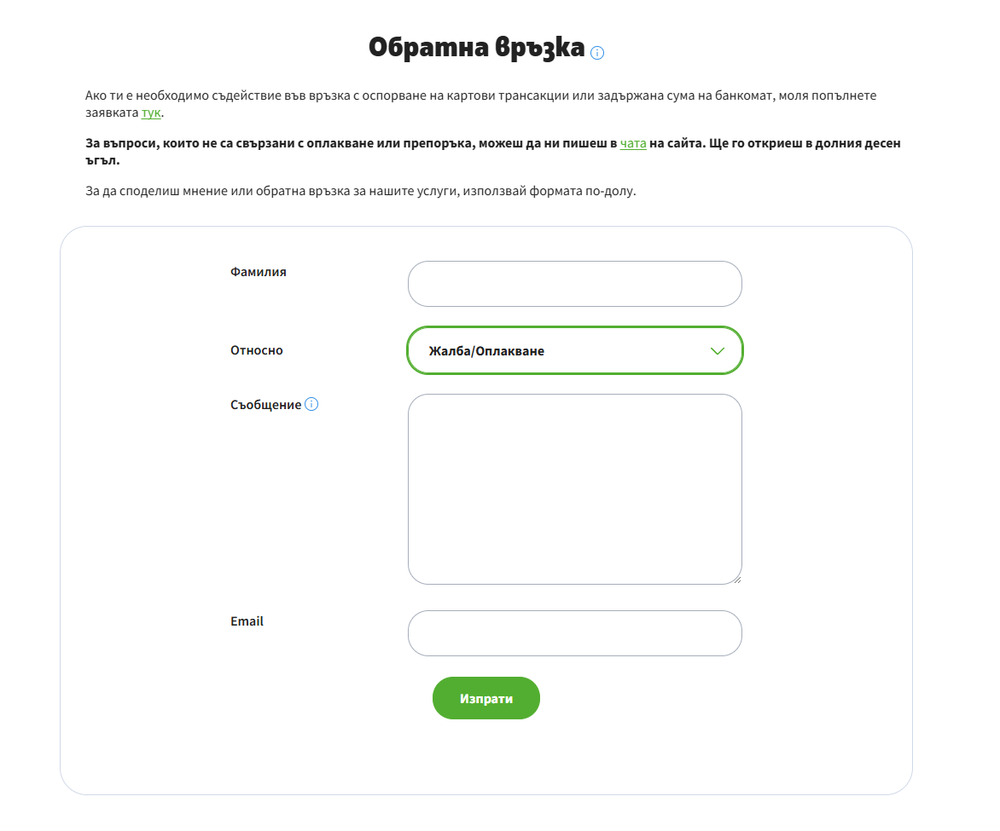 Обратна връзка
Ако ти е необходимо съдействие във връзка с оспорване на картови трансакции или задържана сума на банкомат, моля попълнете
заявката тук.
За въпроси, които не са свързани с оплакване или препоръка, можеш да ни пишеш в чата на сайта. Ще го откриеш в долния десен
ъгъл.
За да споделиш мнение или обратна връзка за нашите услуги, използвай формата по-долу.
Фамилия
Относно
Жалба/Оплакване
Съобщение
Email
Изпрати